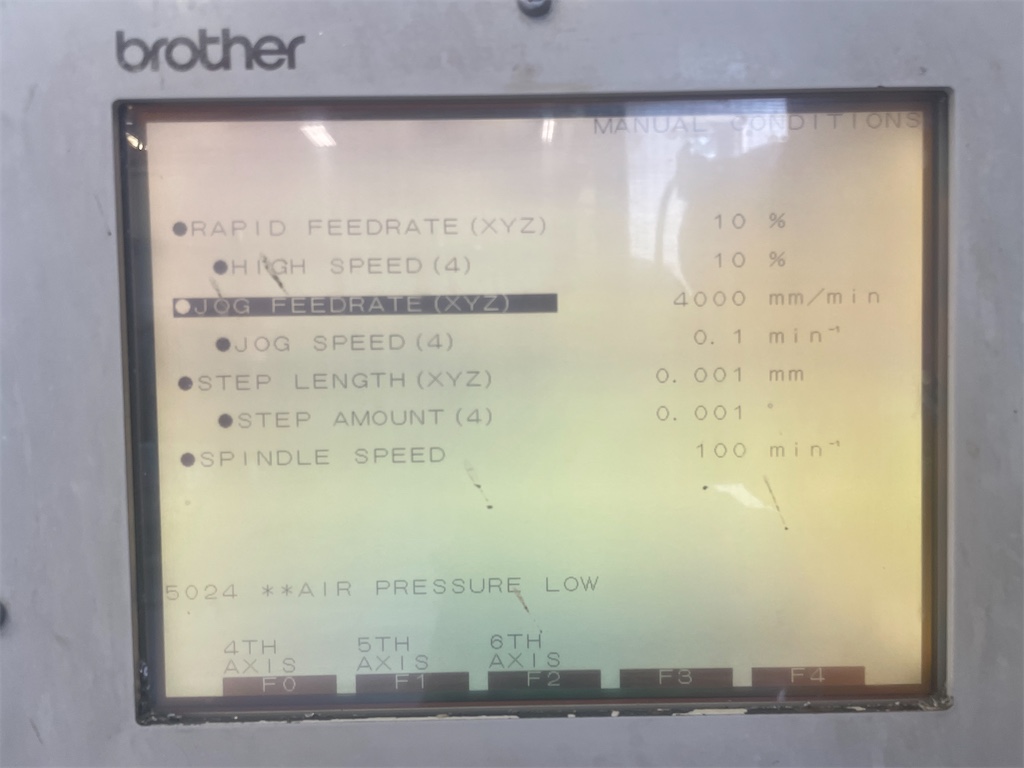 brother
MANUAL CONDITIONS
●RAPID FEEDRATE(XYZ) 10 %
●HIGH SPEED(4) 10 %
●JOG FEEDRATE(XYZ) 4000 mm/min
●JOG SPEED(4) 0.1 min⁻¹
●STEP LENGTH(XYZ) 0.001 mm
●STEP AMOUNT(4) 0.001 °
●SPINDLE SPEED 100 min⁻¹
5024 **AIR PRESSURE LOW
4TH 5TH 6TH
AXIS AXIS AXIS
F0 F1 F2 F3 F4